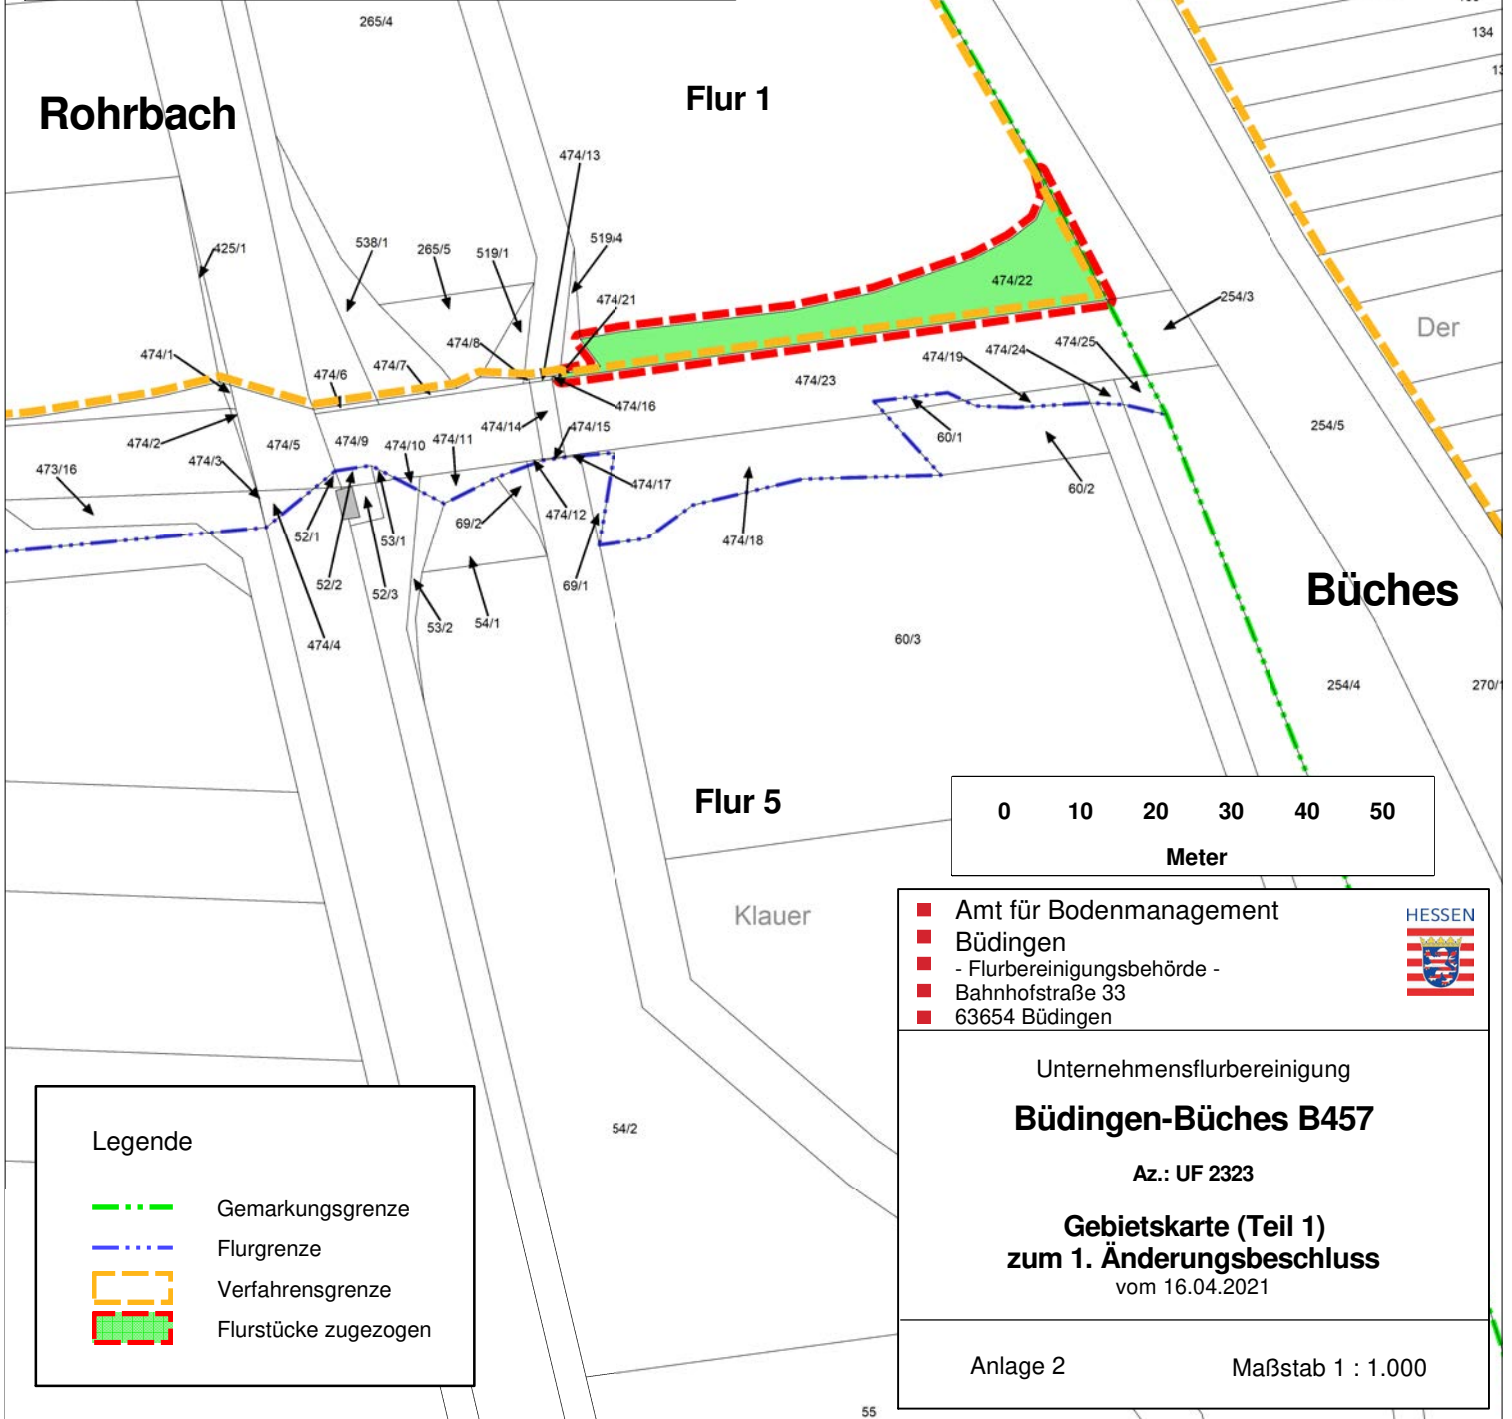 265/4
134
Rohrbach
Flur 1
474/13
425/1
538/1
265/5
519/1
519/4
474/21
474/22
254/3
Der
474/1
474/6
474/7
474/8
474/19
474/24
474/25
474/23
474/16
474/14
474/15
474/2
474/3
474/5
474/9
474/10
474/11
60/1
254/5
473/16
474/17
60/2
474/12
69/2
52/1
53/1
474/18
52/2
52/3
69/1
53/2
54/1
474/4
60/3
Büches
254/4
270/1
Flur 5
0 10 20 30 40 50
Meter
Klauer
Amt für Bodenmanagement
Büdingen
- Flurbereinigungsbehörde -
Bahnhofstraße 33
63654 Büdingen
HESSEN
Unternehmensflurbereinigung
Büdingen-Büches B457
Az.: UF 2323
Gebietskarte (Teil 1)
zum 1. Änderungsbeschluss
vom 16.04.2021
Anlage 2 Maßstab 1 : 1.000
54/2
55
Legende
Gemarkungsgrenze
Flurgrenze
Verfahrensgrenze
Flurstücke zugezogen